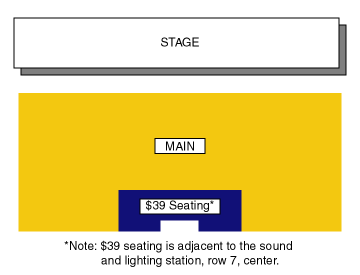 STAGE
MAIN
$39 Seating*
*Note: $39 seating is adjacent to the sound
and lighting station, row 7, center.